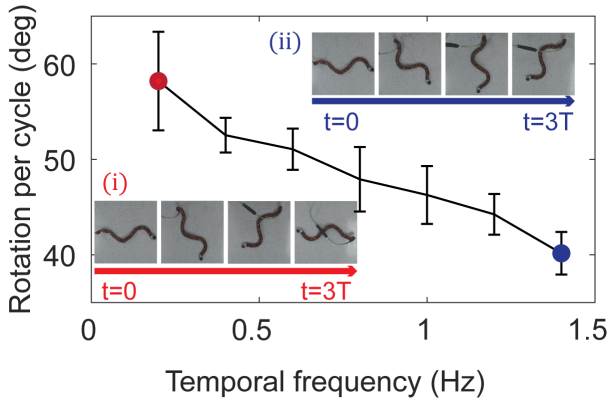 Rotation per cycle (deg)
60
50
40
(ii)
t=0
t=3T
(i)
t=0
t=3T
0
0.5
1
1.5
Temporal frequency (Hz)